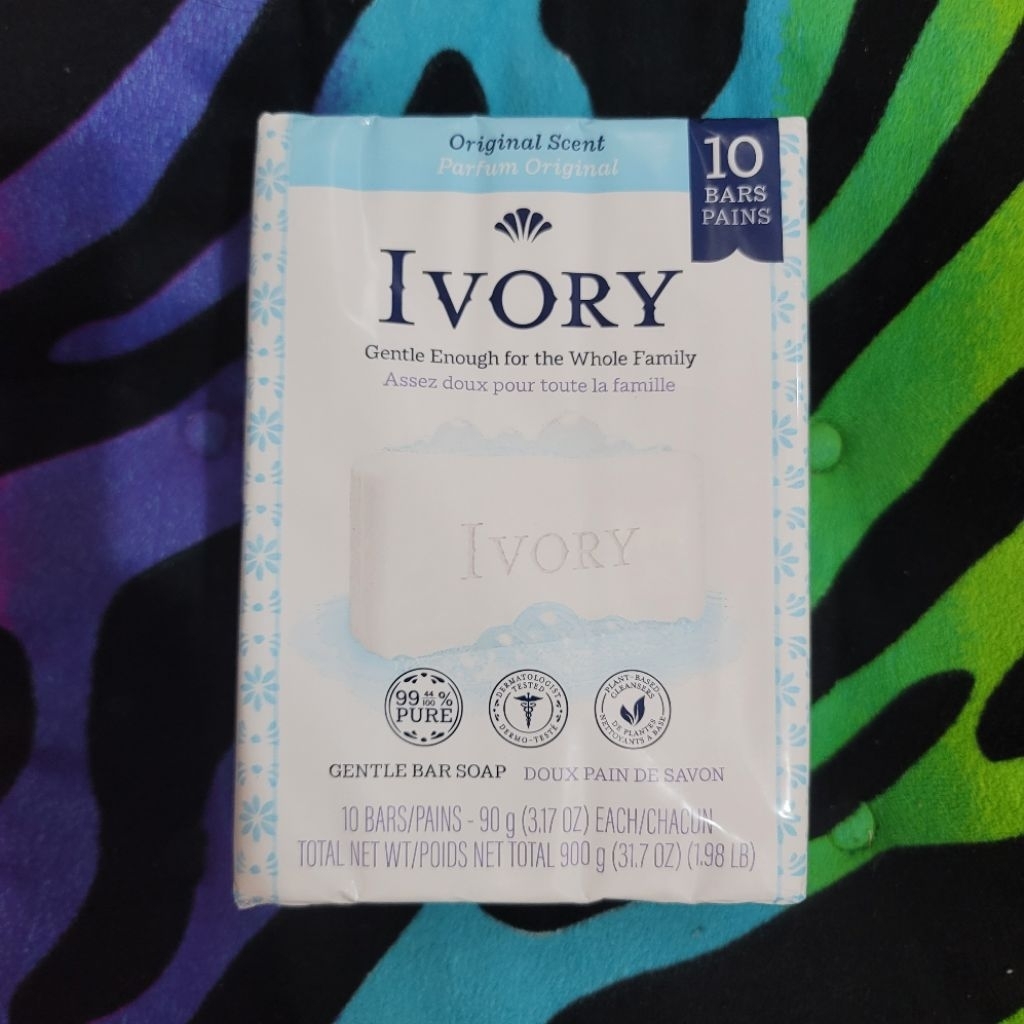 Original Scent
Parfum Original
10
BARS
PAINS
IVORY
Gentle Enough for the Whole Family
Assez doux pour toute la famille
IVORY
99 44/100 %
PURE
DERMATOLOGIST
TESTED
DERMO-TESTÉ
PLANT-BASED
CLEANSERS
NETTOYANTS À BASE
DE PLANTES
GENTLE BAR SOAP DOUX PAIN DE SAVON
10 BARS/PAINS - 90 g (3.17 OZ) EACH/CHACUN
TOTAL NET WT/POIDS NET TOTAL 900 g (31.7 OZ) (1.98 LB)